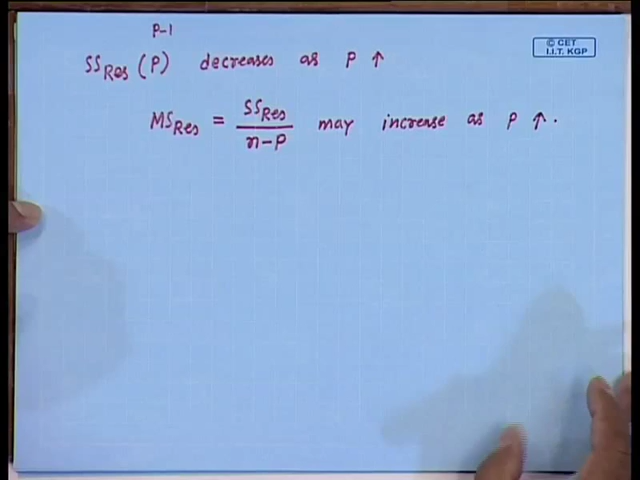 P-1
SS_Res (P) decreases as P ↑
MS_Res = SS_Res / n-P may increase as P ↑.
© CET
I.I.T. KGP